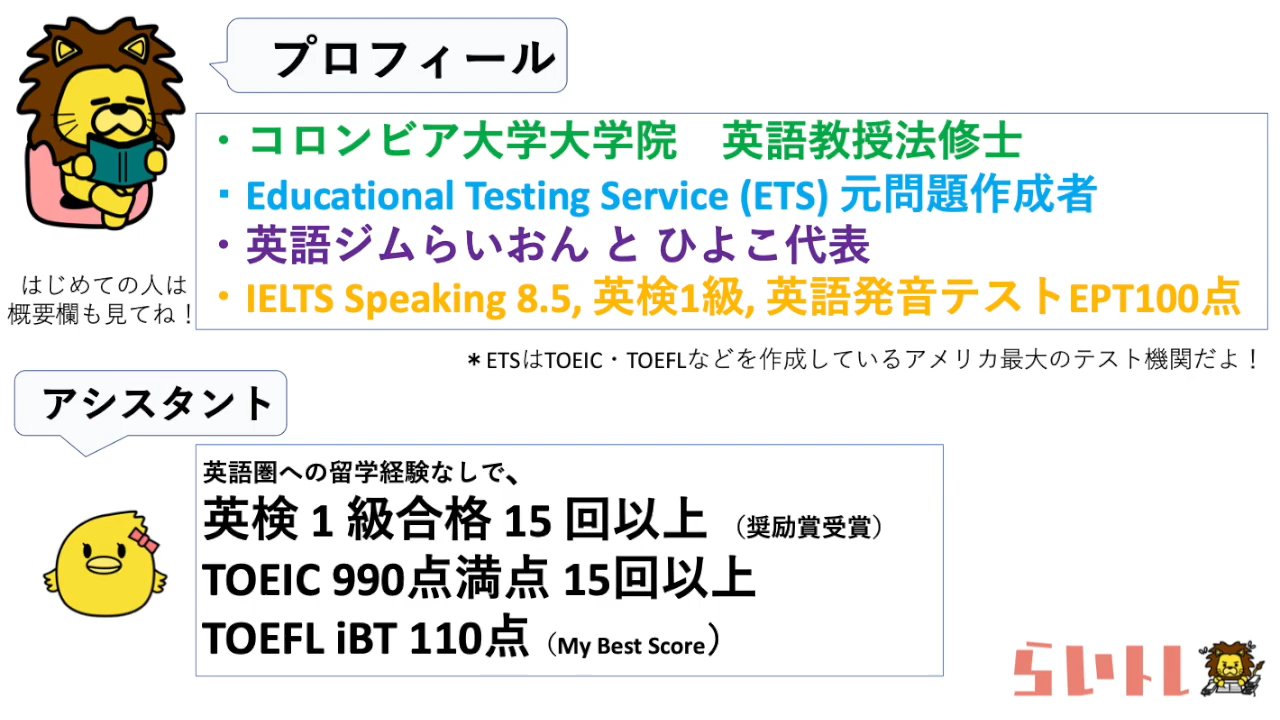 プロフィール
・コロンビア大学大学院　英語教授法修士
・Educational Testing Service (ETS) 元問題作成者
・英語ジムらいおん と ひよこ代表
・IELTS Speaking 8.5, 英検1級, 英語発音テストEPT100点
はじめての人は
概要欄も見てね！
＊ETSはTOEIC・TOEFLなどを作成しているアメリカ最大のテスト機関だよ！
アシスタント
英語圏への留学経験なしで、
英検 1 級合格 15 回以上（奨励賞受賞）
TOEIC 990点満点 15回以上
TOEFL iBT 110点（My Best Score）
らいトレ